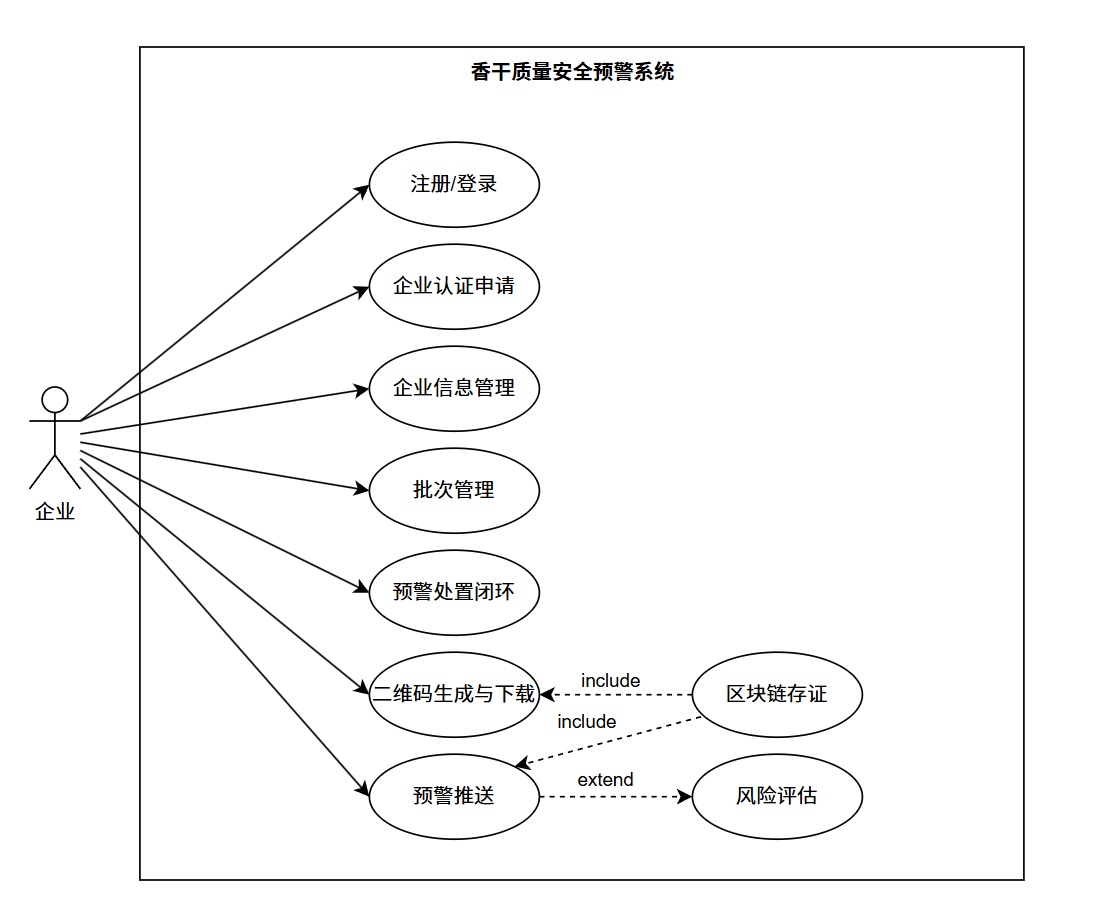 香干质量安全预警系统
注册/登录
企业认证申请
企业信息管理
企业
批次管理
预警处置闭环
二维码生成与下载
include
区块链存证
include
预警推送
extend
风险评估